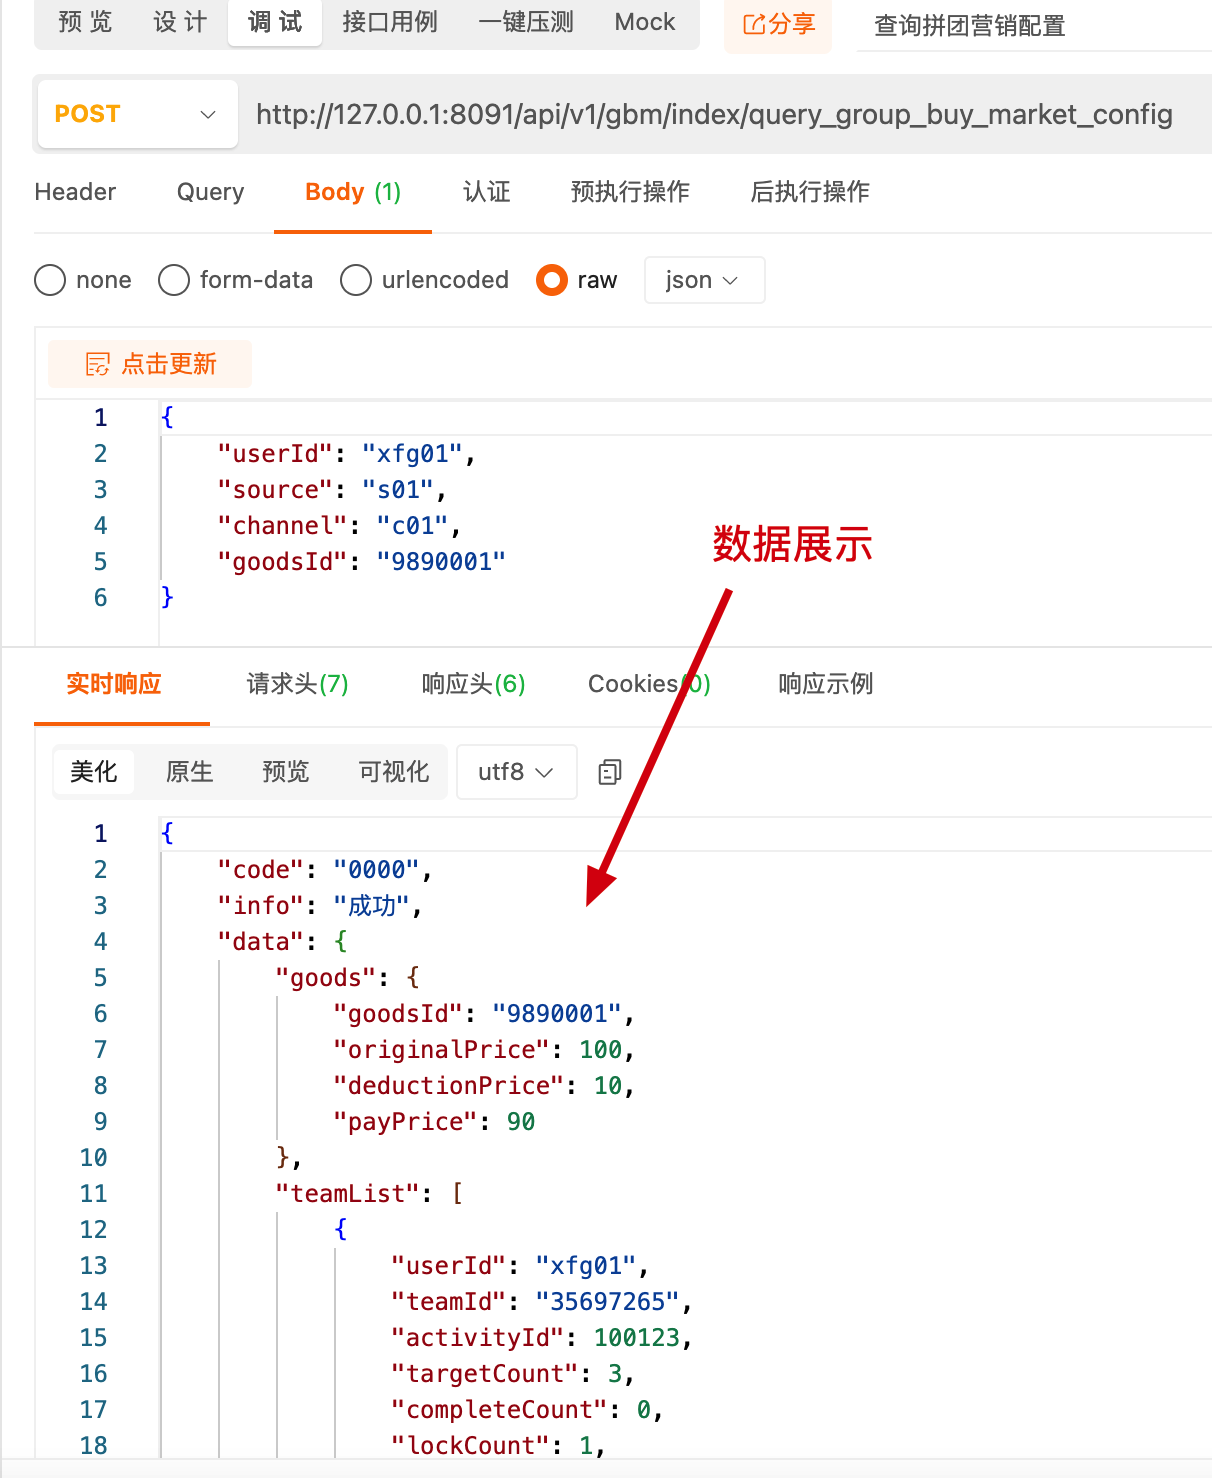 预 览 设 计 调 试 接口用例 一键压测 Mock 分享 查询拼团营销配置
POST http://127.0.0.1:8091/api/v1/gbm/index/query_group_buy_market_config
Header Query Body (1) 认证 预执行操作 后执行操作
none form-data urlencoded raw json
点击更新
1 {
2 "userId": "xfg01",
3 "source": "s01",
4 "channel": "c01",
5 "goodsId": "9890001"
6 }
数据展示
实时响应 请求头(7) 响应头(6) Cookies(0) 响应示例
美化 原生 预览 可视化 utf8
1 {
2 "code": "0000",
3 "info": "成功",
4 "data": {
5 "goods": {
6 "goodsId": "9890001",
7 "originalPrice": 100,
8 "deductionPrice": 10,
9 "payPrice": 90
10 },
11 "teamList": [
12 {
13 "userId": "xfg01",
14 "teamId": "35697265",
15 "activityId": 100123,
16 "targetCount": 3,
17 "completeCount": 0,
18 "lockCount": 1,